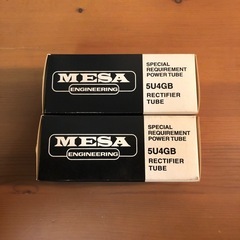 MESA
ENGINEERING
SPECIAL
REQUIREMENT
POWER TUBE
5U4GB
RECTIFIER
TUBE
MESA
ENGINEERING
SPECIAL
REQUIREMENT
POWER TUBE
5U4GB
RECTIFIER
TUBE